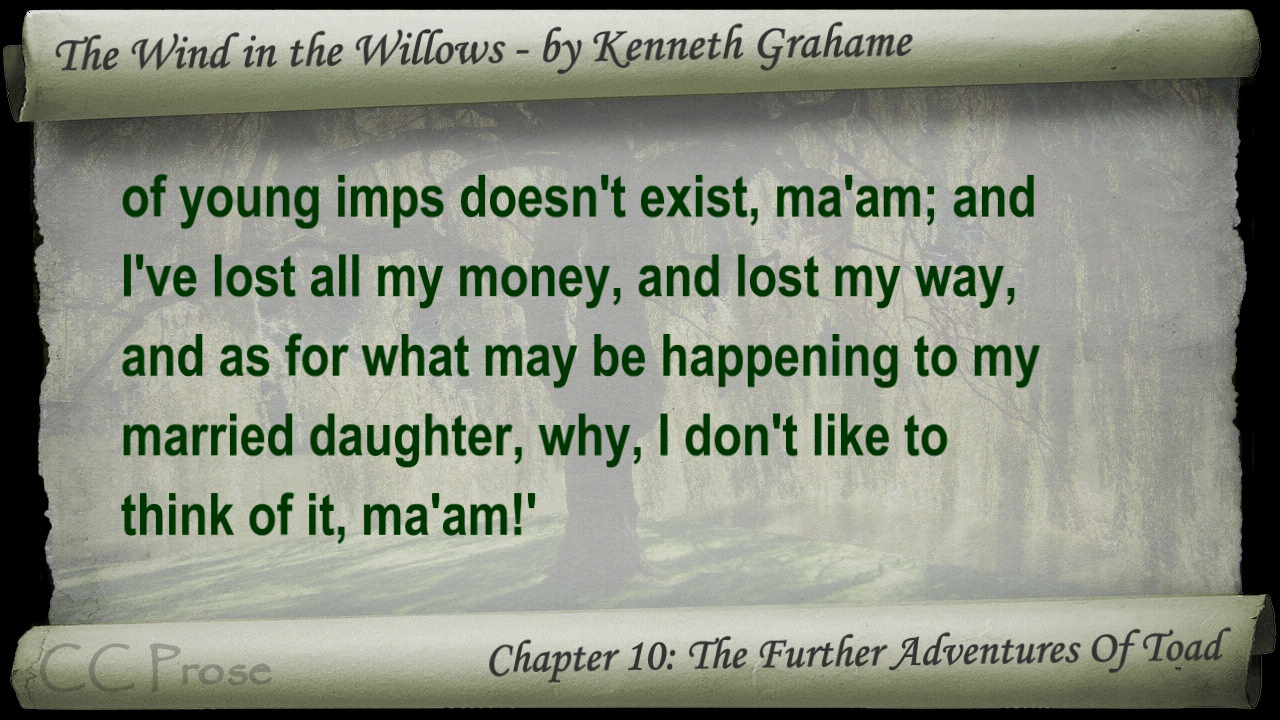 The Wind in the Willows - by Kenneth Grahame
of young imps doesn't exist, ma'am; and
I've lost all my money, and lost my way,
and as for what may be happening to my
married daughter, why, I don't like to
think of it, ma'am!'
CC Prose
Chapter 10: The Further Adventures Of Toad